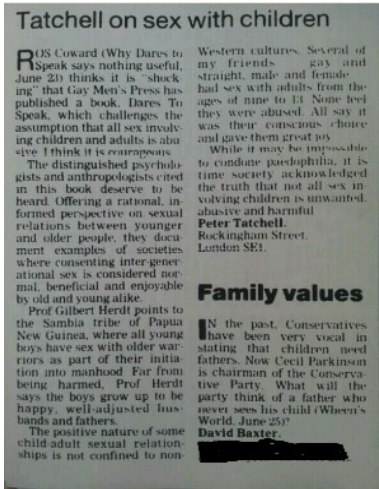 Tatchell on sex with children
ROS Coward (Why Dares to
Speak says nothing useful,
June 23) thinks it is "shock-
ing" that Gay Men's Press has
published a book, Dares To
Speak, which challenges the
assumption that all sex involv-
ing children and adults is abu-
sive I think it is courageous.
The distinguished psycholo-
gists and anthropologists cited
in this book deserve to be
heard. Offering a rational, in-
formed perspective on sexual
relations between younger
and older people, they docu-
ment examples of societies
where consenting inter-gener-
ational sex is considered nor-
mal, beneficial and enjoyable
by old and young alike.
Prof Gilbert Herdt points to
the Sambia tribe of Papua
New Guinea, where all young
boys have sex with older war-
riors as part of their initia-
tion into manhood Far from
being harmed, Prof Herdt
says the boys grow up to be
happy, well-adjusted hus-
bands and fathers.
The positive nature of some
child-adult sexual relation-
ships is not confined to non-
Western cultures. Several of
my friends gay and
straight, male and female
had sex with adults from the
ages of nine to 13 None feel
they were abused. All say it
was their conscious choice
and gave them great joy
While it may be impossible
to condone paedophilia, it is
time society acknowledged
the truth that not all sex in-
volving children is unwanted,
abusive and harmful
Peter Tatchell.
Rockingham Street,
London SE1.
Family values
IN the past, Conservatives
have been very vocal in
stating that children need
fathers. Now Cecil Parkinson
is chairman of the Conserva-
tive Party. What will the
party think of a father who
never sees his child (Wheen's
World, June 25)?
David Baxter.